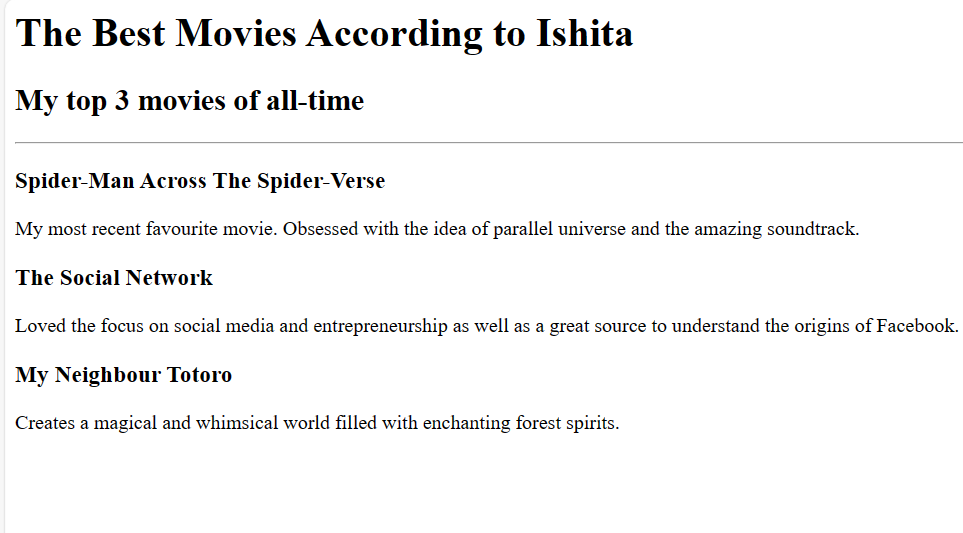 The Best Movies According to Ishita
My top 3 movies of all-time
Spider-Man Across The Spider-Verse
My most recent favourite movie. Obsessed with the idea of parallel universe and the amazing soundtrack.
The Social Network
Loved the focus on social media and entrepreneurship as well as a great source to understand the origins of Facebook.
My Neighbour Totoro
Creates a magical and whimsical world filled with enchanting forest spirits.